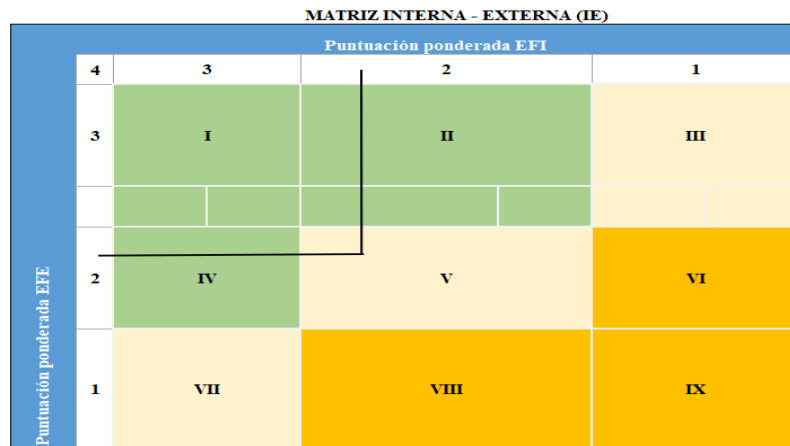 MATRIZ INTERNA - EXTERNA (IE)
Puntuación ponderada EFI
4 3 2 1
3 I II III
2 IV V VI
1 VII VIII IX
Puntuación ponderada EFE